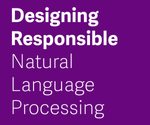 Designing
Responsible
Natural
Language
Processing